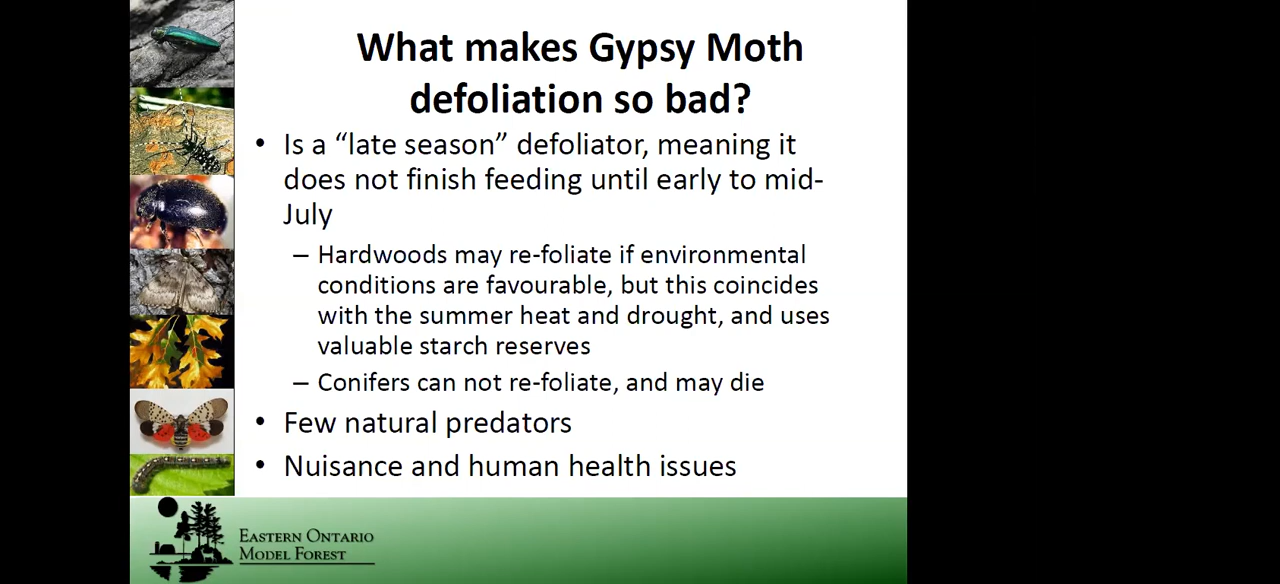 What makes Gypsy Moth
defoliation so bad?
• Is a “late season” defoliator, meaning it
does not finish feeding until early to mid-
July
– Hardwoods may re-foliate if environmental
conditions are favourable, but this coincides
with the summer heat and drought, and uses
valuable starch reserves
– Conifers can not re-foliate, and may die
• Few natural predators
• Nuisance and human health issues
EASTERN ONTARIO
MODEL FOREST